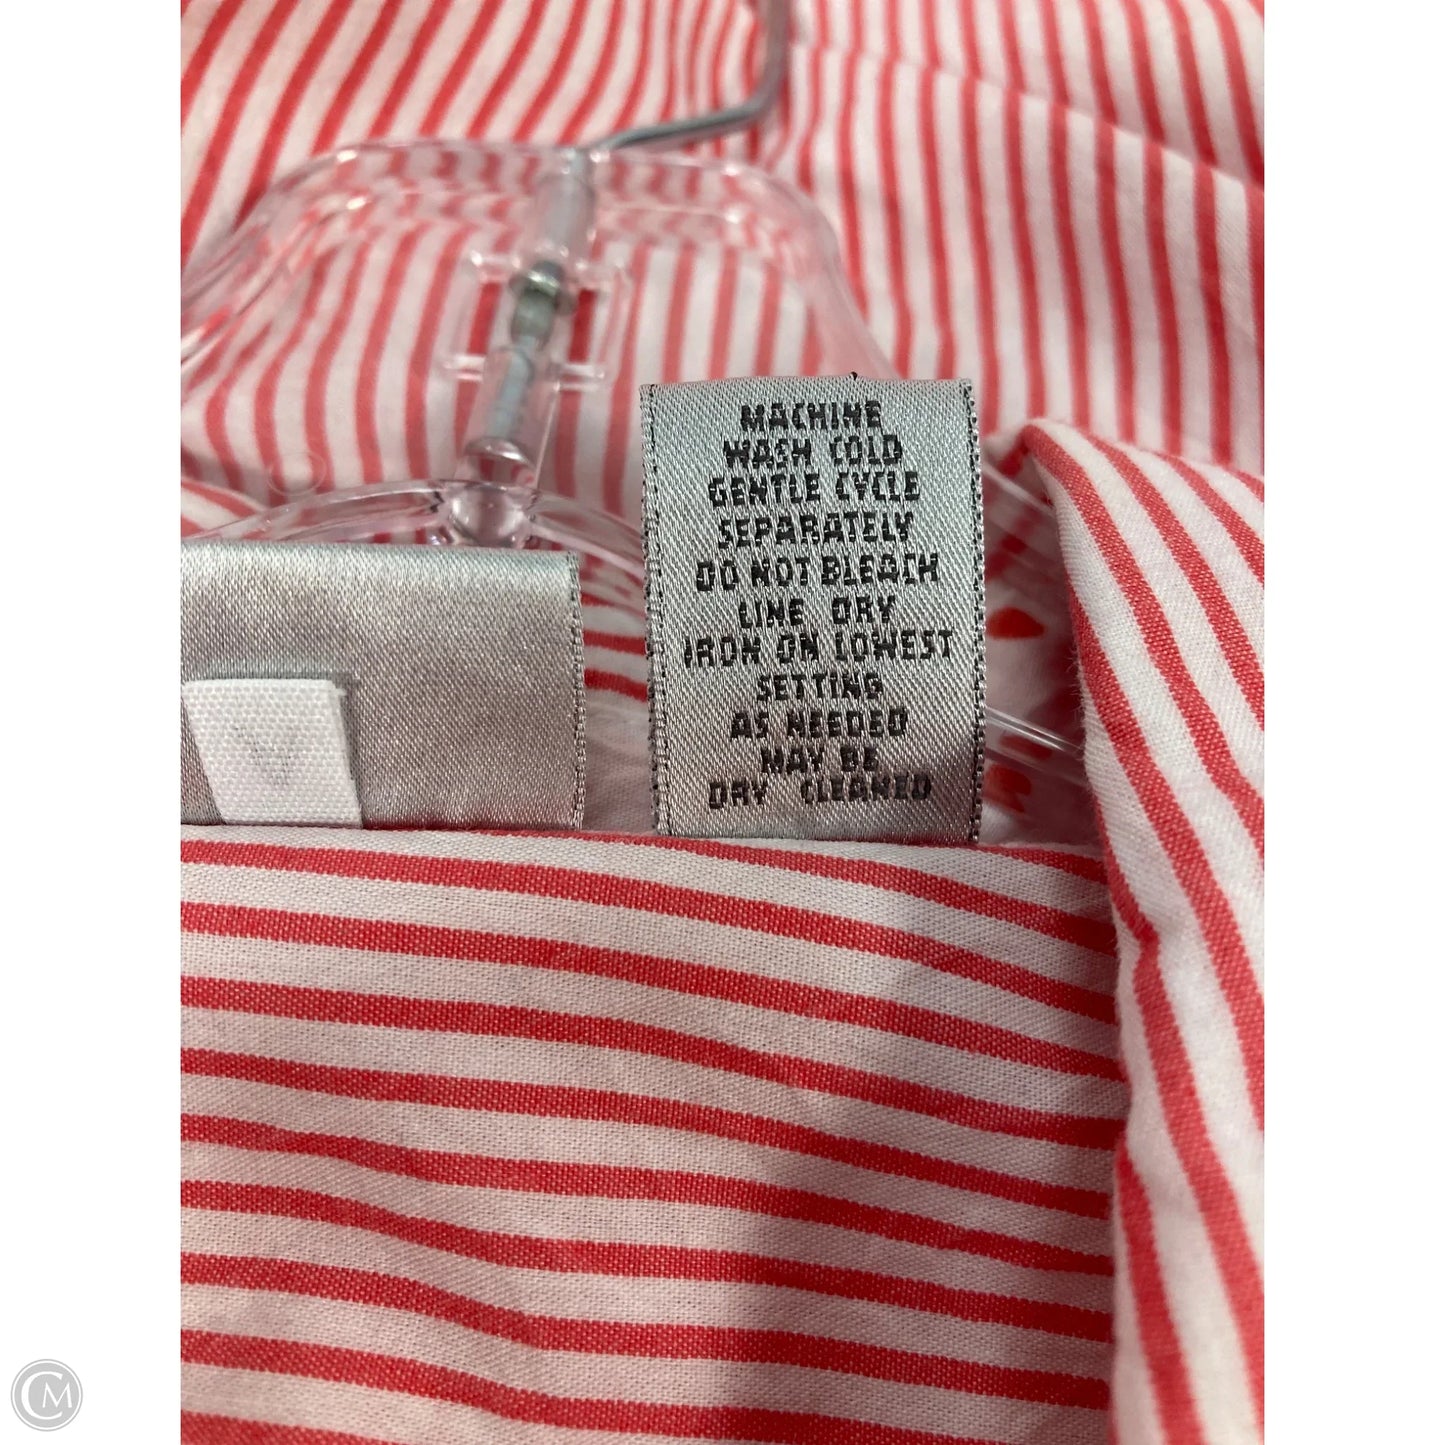 MACHINE
WASH COLD
GENTLE CYCLE
SEPARATELY
DO NOT BLEACH
LINE DRY
IRON ON LOWEST
SETTING
AS NEEDED
MAY BE
DRY CLEANED
CM